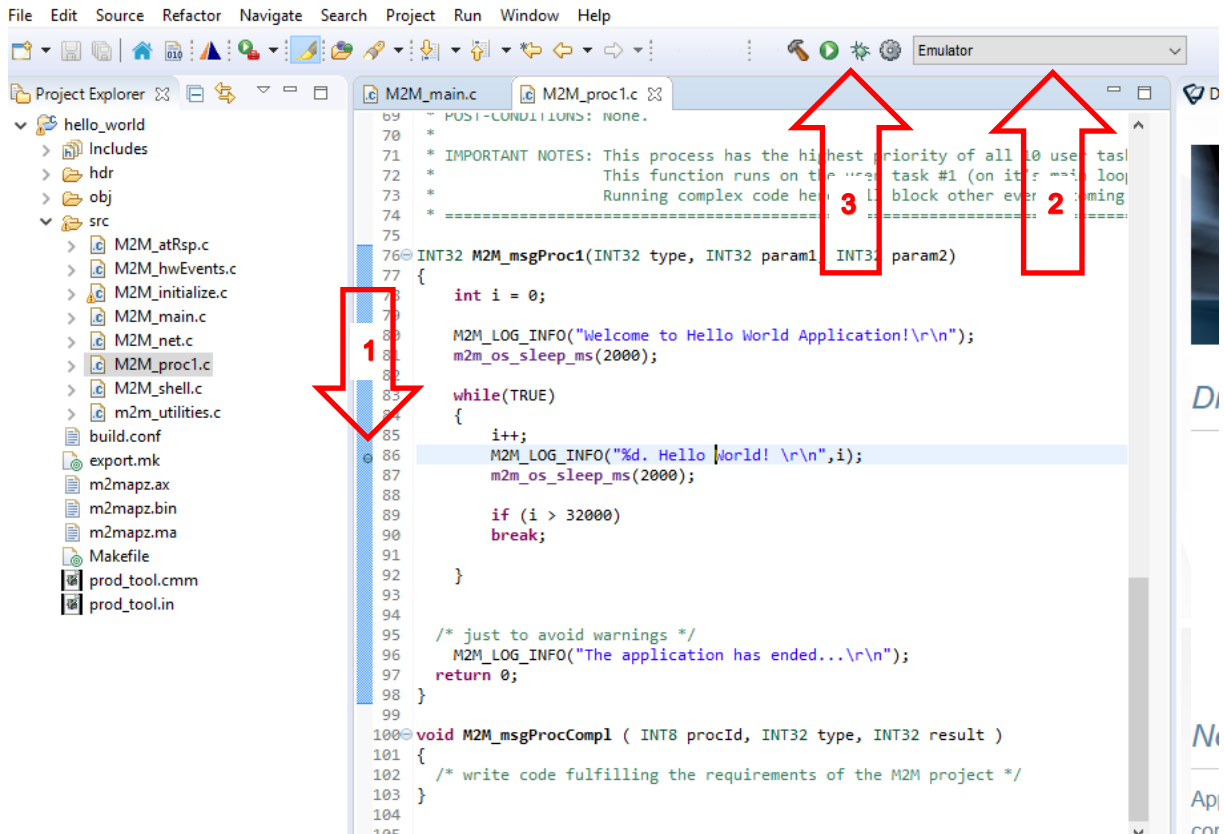 File Edit Source Refactor Navigate Search Project Run Window Help
010
Emulator
Project Explorer
hello_world
Includes
hdr
obj
src
M2M_atRsp.c
M2M_hwEvents.c
M2M_initialize.c
M2M_main.c
M2M_net.c
M2M_proc1.c
M2M_shell.c
m2m_utilities.c
build.conf
export.mk
m2mapz.ax
m2mapz.bin
m2mapz.ma
Makefile
prod_tool.cmm
prod_tool.in
M2M_main.c M2M_proc1.c
69 * POST-CONDITIONS: None.
70 *
71 * IMPORTANT NOTES: This process has the highest priority of all 10 user tas
72 * This function runs on the user task #1 (on it's main loop
73 * Running complex code here block other coming
74 * ====================================================
75
76 INT32 M2M_msgProc1(INT32 type, INT32 param1, INT32 param2)
77 {
78 int i = 0;
79
80 M2M_LOG_INFO("Welcome to Hello World Application!\r\n");
81 m2m_os_sleep_ms(2000);
82
83 while(TRUE)
84 {
85 i++;
86 M2M_LOG_INFO("%d. Hello World! \r\n",i);
87 m2m_os_sleep_ms(2000);
88
89 if (i > 32000)
90 break;
91
92 }
93
94
95 /* just to avoid warnings */
96 M2M_LOG_INFO("The application has ended...\r\n");
97 return 0;
98 }
99
100 void M2M_msgProcCompl ( INT8 procId, INT32 type, INT32 result )
101 {
102 /* write code fulfilling the requirements of the M2M project */
103 }
104
105
1
3
2
D
Di
Ne
App
con